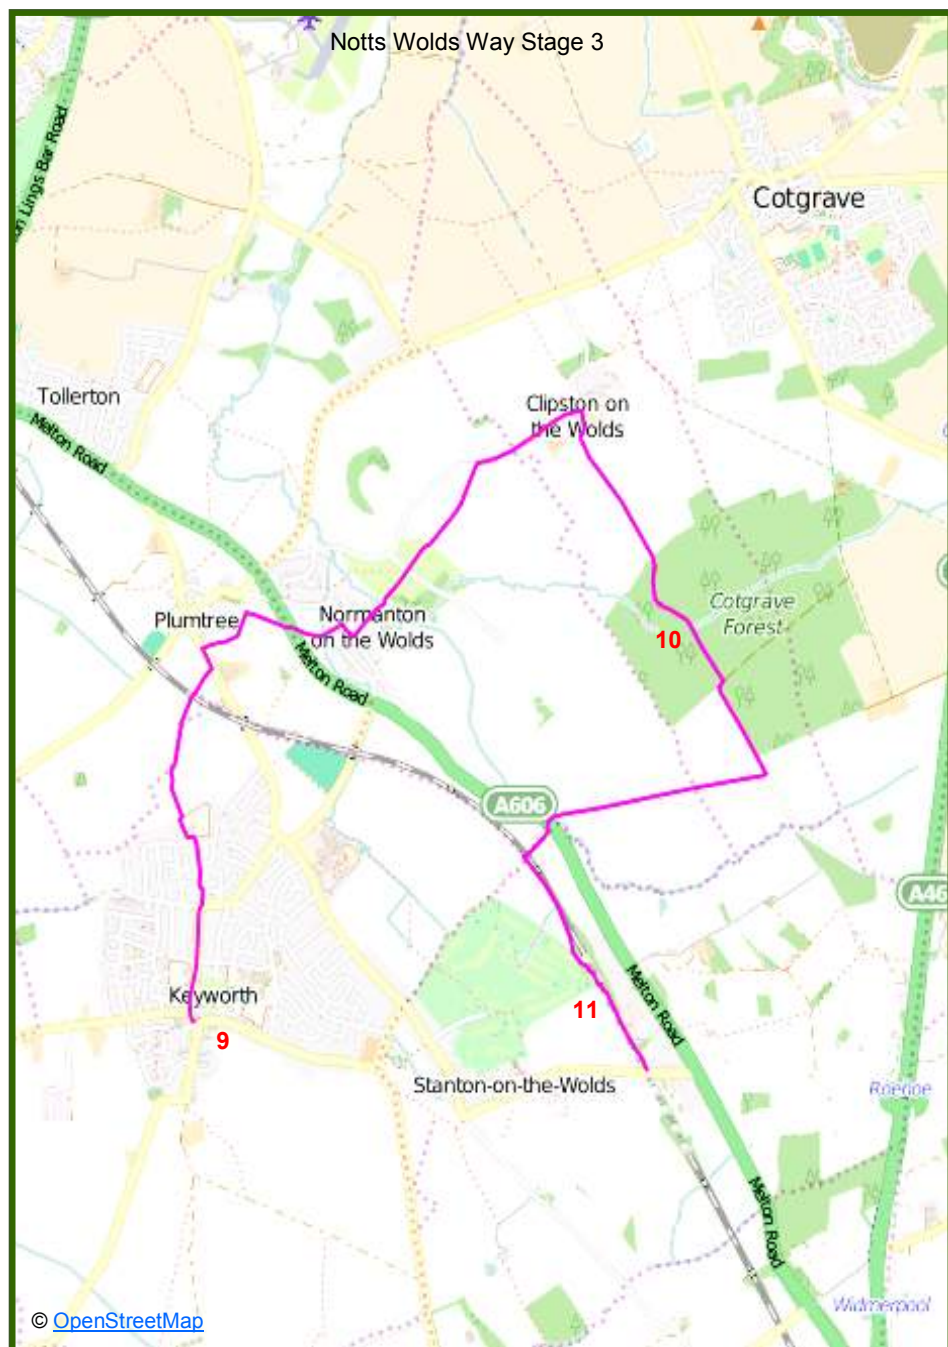 Notts Wolds Way Stage 3
Lings Bar Road
Cotgrave
Tollerton
Clipston on
the Wolds
Melton Road
Plumtree
Normanton
on the Wolds
Cotgrave
Forest
10
Melton Road
A606
A46
Keyworth
9
11
Melton Road
Stanton-on-the-Wolds
Melton Road
Widmerpool
© OpenStreetMap